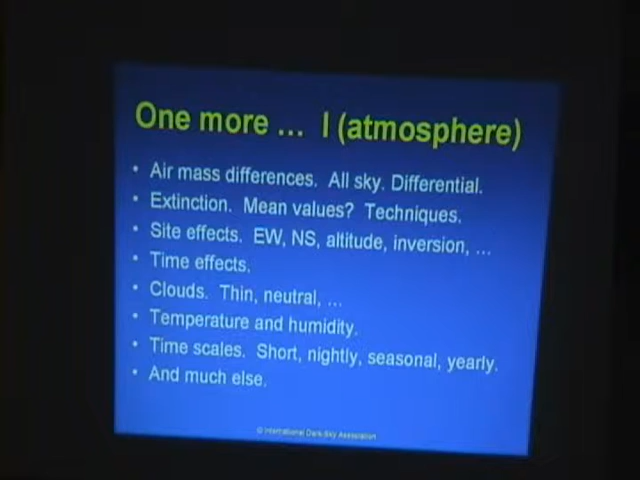 One more ... I (atmosphere)
• Air mass differences. All sky. Differential.
• Extinction. Mean values? Techniques.
• Site effects. EW, NS, altitude, inversion, ...
• Time effects.
• Clouds. Thin, neutral, ...
• Temperature and humidity.
• Time scales. Short, nightly, seasonal, yearly.
• And much else.
© International Dark-Sky Association